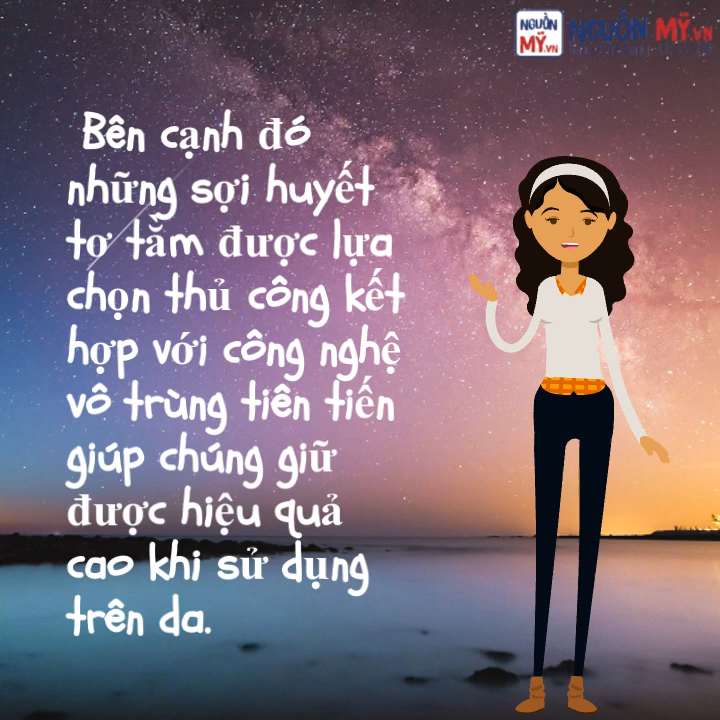 NGUỒN
MỸ.VN
NGUỒN MỸ.VN
Bên cạnh đó
những sợi huyết
tơ tằm được lựa
chọn thủ công kết
hợp với công nghệ
vô trùng tiên tiến
giúp chúng giữ
được hiệu quả
cao khi sử dụng
trên da.